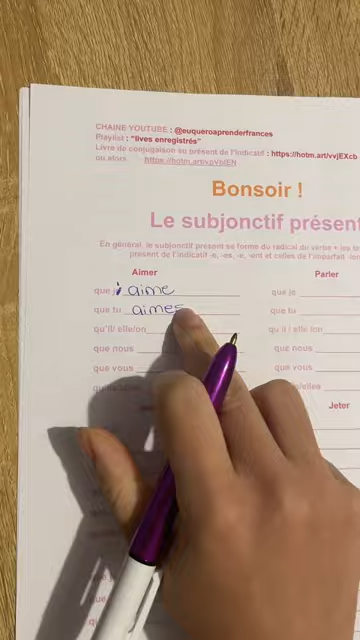 CHAINE YOUTUBE : @euqueroaprenderfrances
Playlist : "lives enregistrés"
Livre de conjugaison au présent de l'indicatif : https://hotm.art/vvjEXcb
ou alors
Bonsoir !
Le subjonctif présent
En général, le subjonctif présent se forme du radical du verbe + les
présent de l'indicatif -e, -es, -e, -ent et celles de l'imparfait
Aimer Parler
que j' aime que je
que tu aimes que tu
qu'il/ elle/on qu'il / elle /on
que nous que nous
que vous que vous
Jeter